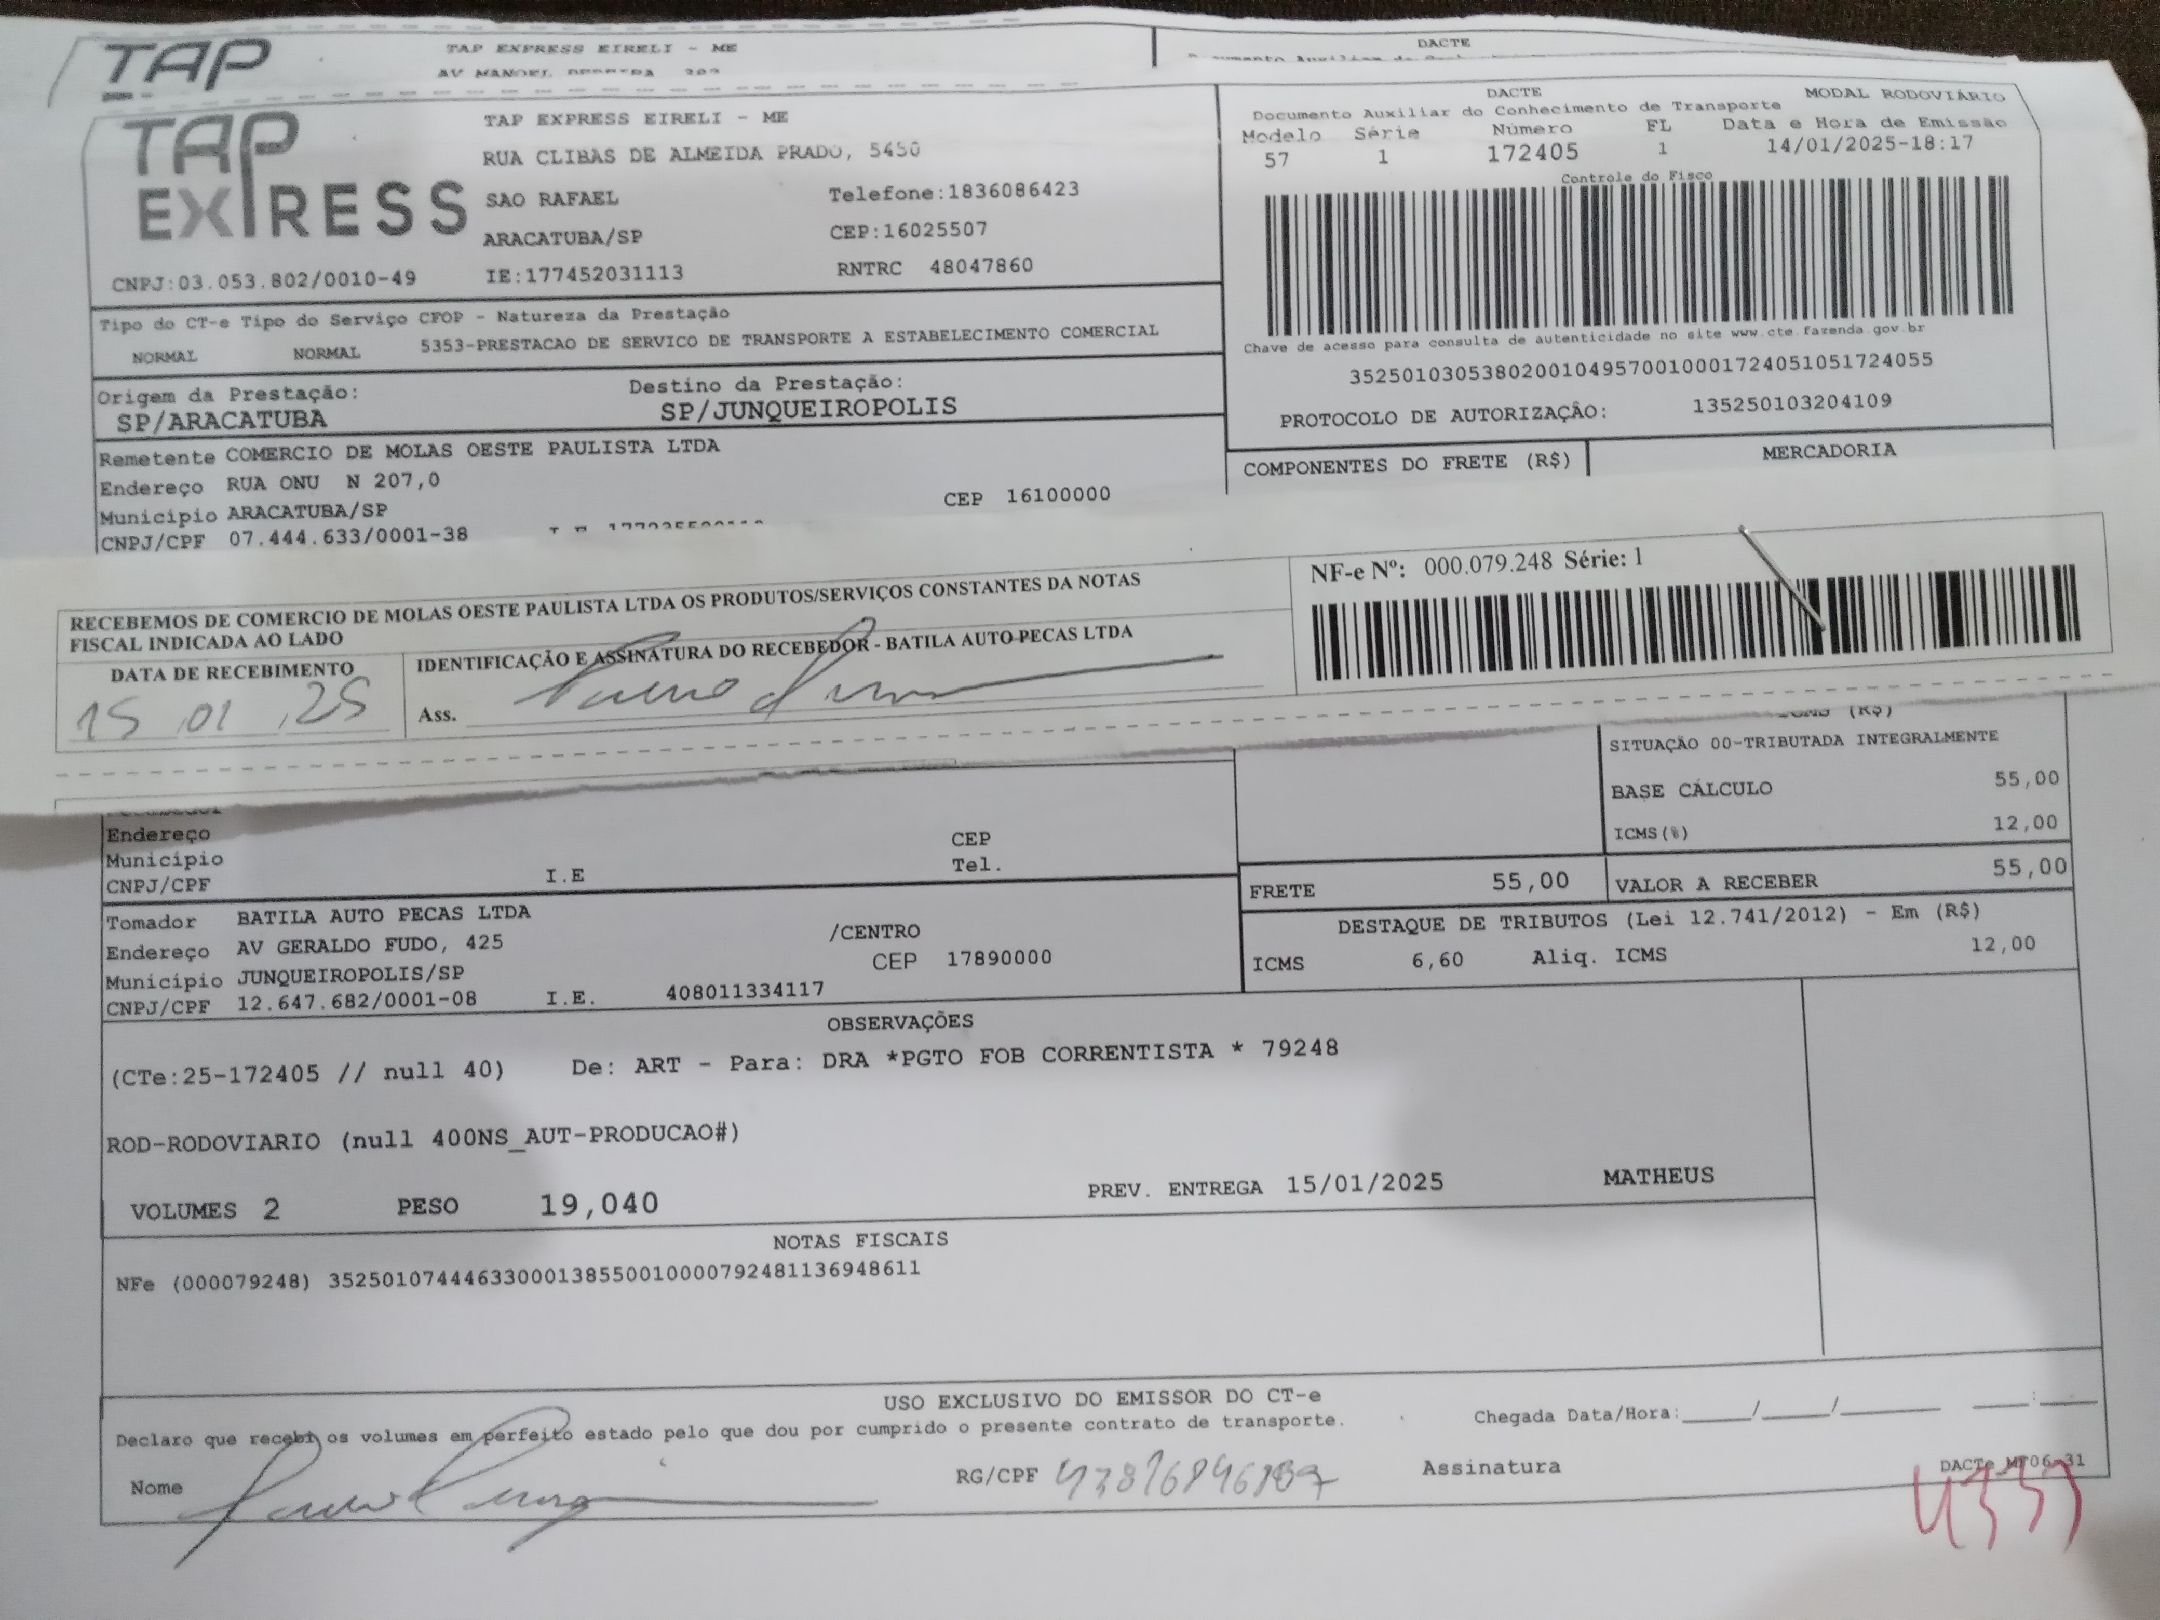 TAP
TAP EXPRESS EIRELI - ME
DACTE
TAP EXPRESS
TAP EXPRESS EIRELI - ME
RUA CLIBAS DE ALMEIDA PRADO, 5450
SAO RAFAEL Telefone:1836086423
ARACATUBA/SP CEP:16025507
CNPJ:03.053.802/0010-49 IE:177452031113 RNTRC 48047860
DACTE MODAL RODOVIÁRIO
Documento Auxiliar do Conhecimento de Transporte
Modelo Série Número FL Data e Hora de Emissão
57 1 172405 1 14/01/2025-18:17
Controle do Fisco
Chave de acesso para consulta de autenticidade no site www.cte.fazenda.gov.br
35250103053802001049570010001724051051724055
PROTOCOLO DE AUTORIZAÇÃO: 135250103204109
Tipo do CT-e Tipo do Serviço CFOP - Natureza da Prestação
NORMAL NORMAL 5353-PRESTACAO DE SERVICO DE TRANSPORTE A ESTABELECIMENTO COMERCIAL
Origem da Prestação: Destino da Prestação:
SP/ARACATUBA SP/JUNQUEIROPOLIS
COMPONENTES DO FRETE (R$) MERCADORIA
Remetente COMERCIO DE MOLAS OESTE PAULISTA LTDA
Endereço RUA ONU N 207,0
Município ARACATUBA/SP CEP 16100000
CNPJ/CPF 07.444.633/0001-38
RECEBEMOS DE COMERCIO DE MOLAS OESTE PAULISTA LTDA OS PRODUTOS/SERVIÇOS CONSTANTES DA NOTAS
FISCAL INDICADA AO LADO
NF-e Nº: 000.079.248 Série: 1
DATA DE RECEBIMENTO IDENTIFICAÇÃO E ASSINATURA DO RECEBEDOR - BATILA AUTO PECAS LTDA
15 01 .25 Ass.
(R$)
SITUAÇÃO 00-TRIBUTADA INTEGRALMENTE
BASE CÁLCULO 55,00
ICMS(%) 12,00
Endereço CEP
Município Tel.
CNPJ/CPF I.E
FRETE 55,00 VALOR A RECEBER 55,00
Tomador BATILA AUTO PECAS LTDA
Endereço AV GERALDO FUDO, 425 /CENTRO
Município JUNQUEIROPOLIS/SP CEP 17890000
CNPJ/CPF 12.647.682/0001-08 I.E. 408011334117
DESTAQUE DE TRIBUTOS (Lei 12.741/2012) - Em (R$)
ICMS 6,60 Aliq. ICMS 12,00
OBSERVAÇÕES
(CTe:25-172405 // null 40) De: ART - Para: DRA *PGTO FOB CORRENTISTA * 79248
ROD-RODOVIARIO (null 400NS_AUT-PRODUCAO#)
VOLUMES 2 PESO 19,040 PREV. ENTREGA 15/01/2025 MATHEUS
NOTAS FISCAIS
NFe (000079248) 35250107444633000138550010000792481136948611
USO EXCLUSIVO DO EMISSOR DO CT-e
Declaro que recebi os volumes em perfeito estado pelo que dou por cumprido o presente contrato de transporte. Chegada Data/Hora:____/____/______ ___:___
Nome RG/CPF Assinatura